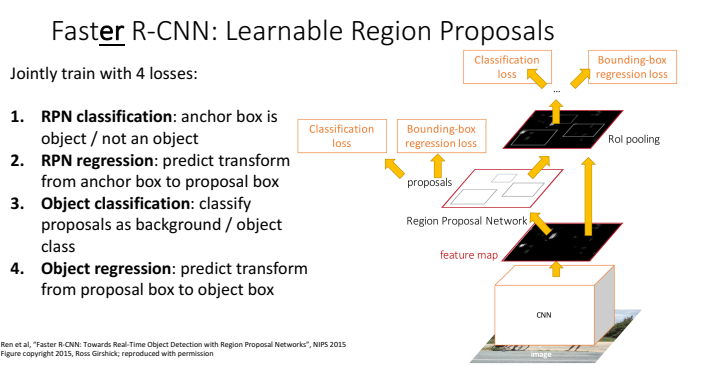 Faster R-CNN: Learnable Region Proposals
Jointly train with 4 losses:
1. RPN classification: anchor box is
object / not an object
2. RPN regression: predict transform
from anchor box to proposal box
3. Object classification: classify
proposals as background / object
class
4. Object regression: predict transform
from proposal box to object box
Classification
loss
Bounding-box
regression loss
...
RoI pooling
Classification
loss
Bounding-box
regression loss
proposals
Region Proposal Network
feature map
CNN
image
Ren et al, "Faster R-CNN: Towards Real-Time Object Detection with Region Proposal Networks", NIPS 2015
Figure copyright 2015, Ross Girshick; reproduced with permission